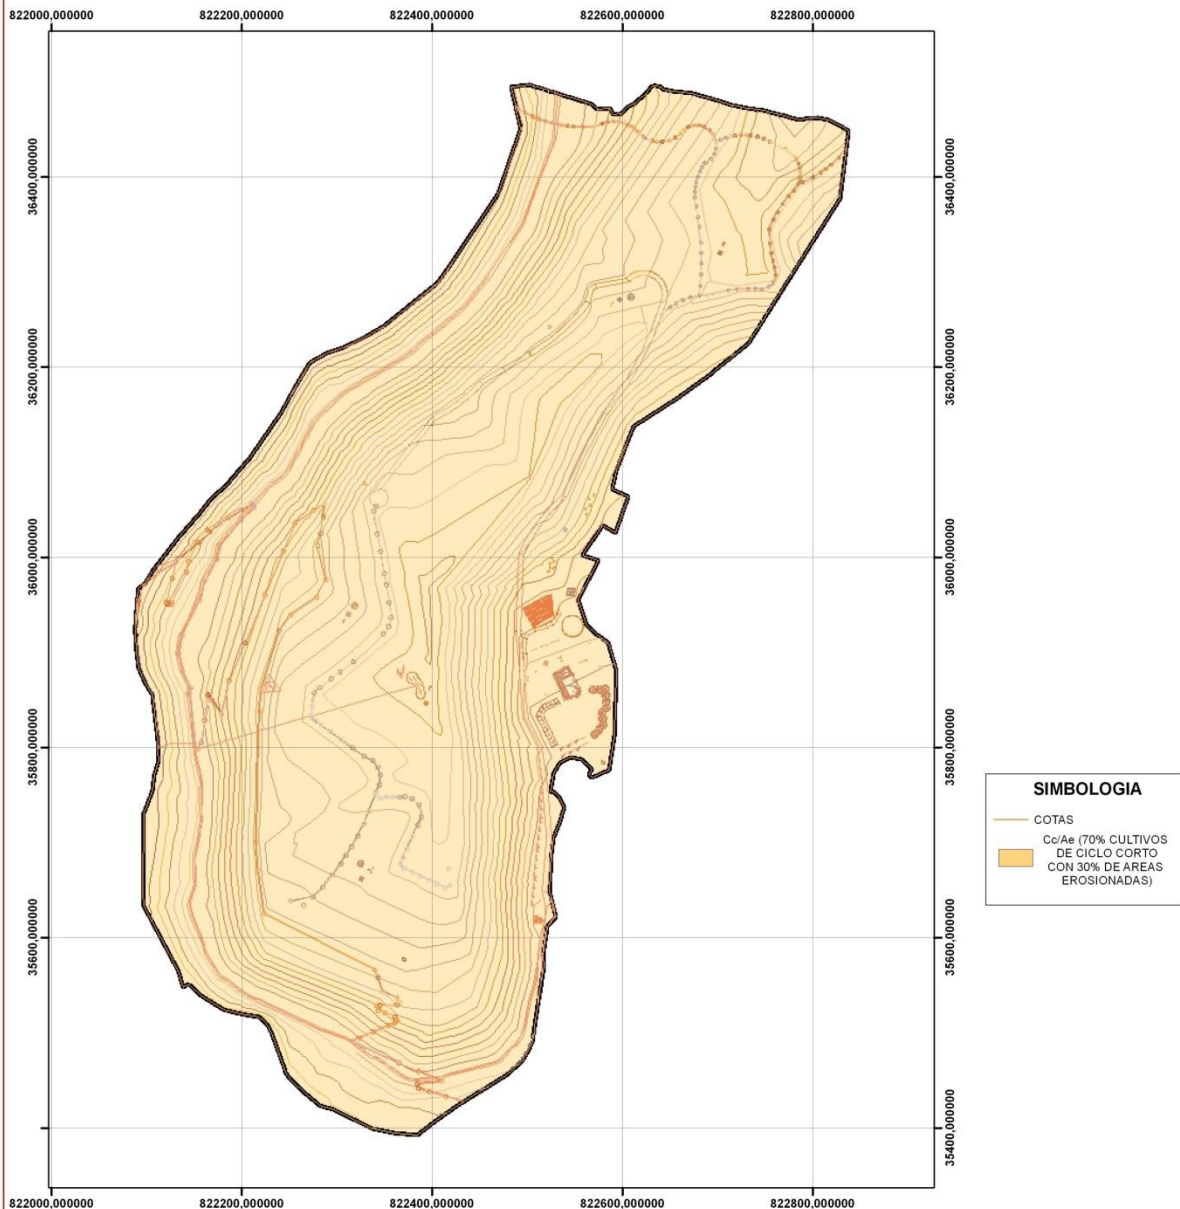 822000,000000 822200,000000 822400,000000 822600,000000 822800,000000
36400,000000 36400,000000
36200,000000 36200,000000
36000,000000 36000,000000
35800,000000 35800,000000
SIMBOLOGIA
COTAS
Cc/Ae (70% CULTIVOS
DE CICLO CORTO
CON 30% DE AREAS
EROSIONADAS)
35600,000000 35600,000000
35400,000000
822000,000000 822200,000000 822400,000000 822600,000000 822800,000000